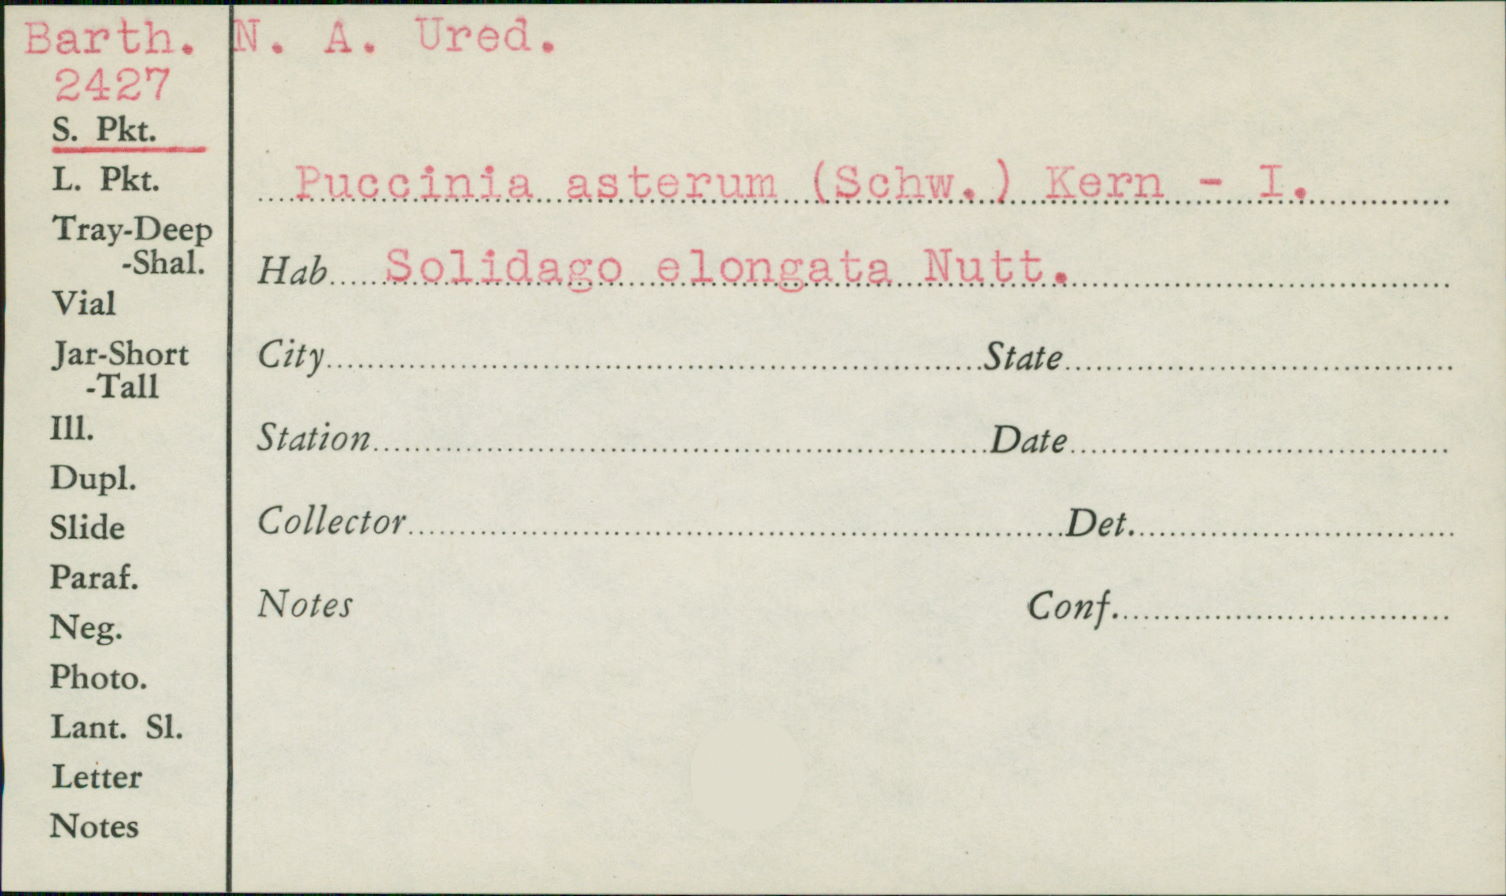 Barth. N. A. Ured.
2427
S. Pkt.
L. Pkt.
Tray-Deep
-Shal.
Vial
Jar-Short
-Tall
Ill.
Dupl.
Slide
Paraf.
Neg.
Photo.
Lant. Sl.
Letter
Notes
Puccinia asterum (Schw.) Kern - I.
Hab. Solidago elongata Nutt.
City State
Station Date
Collector Det.
Notes Conf.